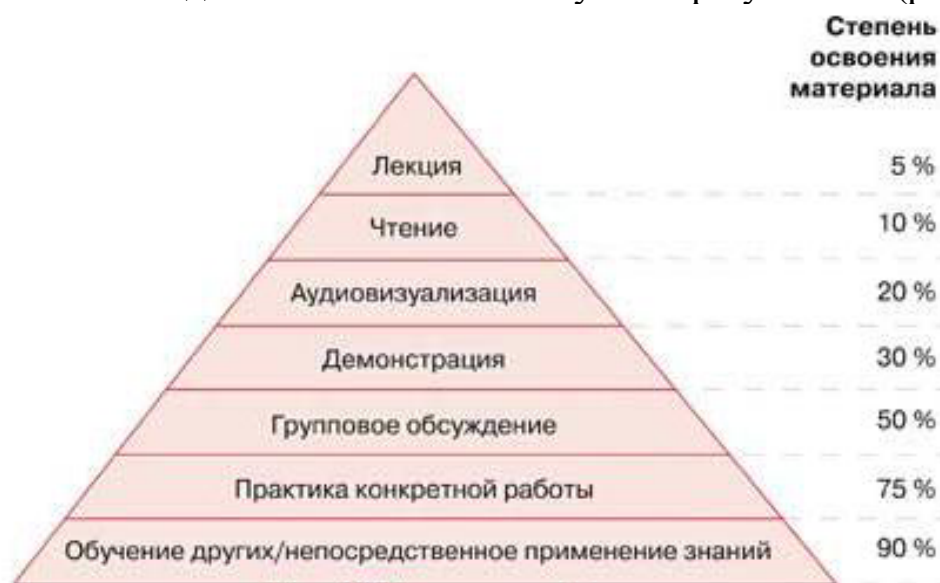 Степень
освоения
материала
Лекция 5 %
Чтение 10 %
Аудиовизуализация 20 %
Демонстрация 30 %
Групповое обсуждение 50 %
Практика конкретной работы 75 %
Обучение других/непосредственное применение знаний 90 %